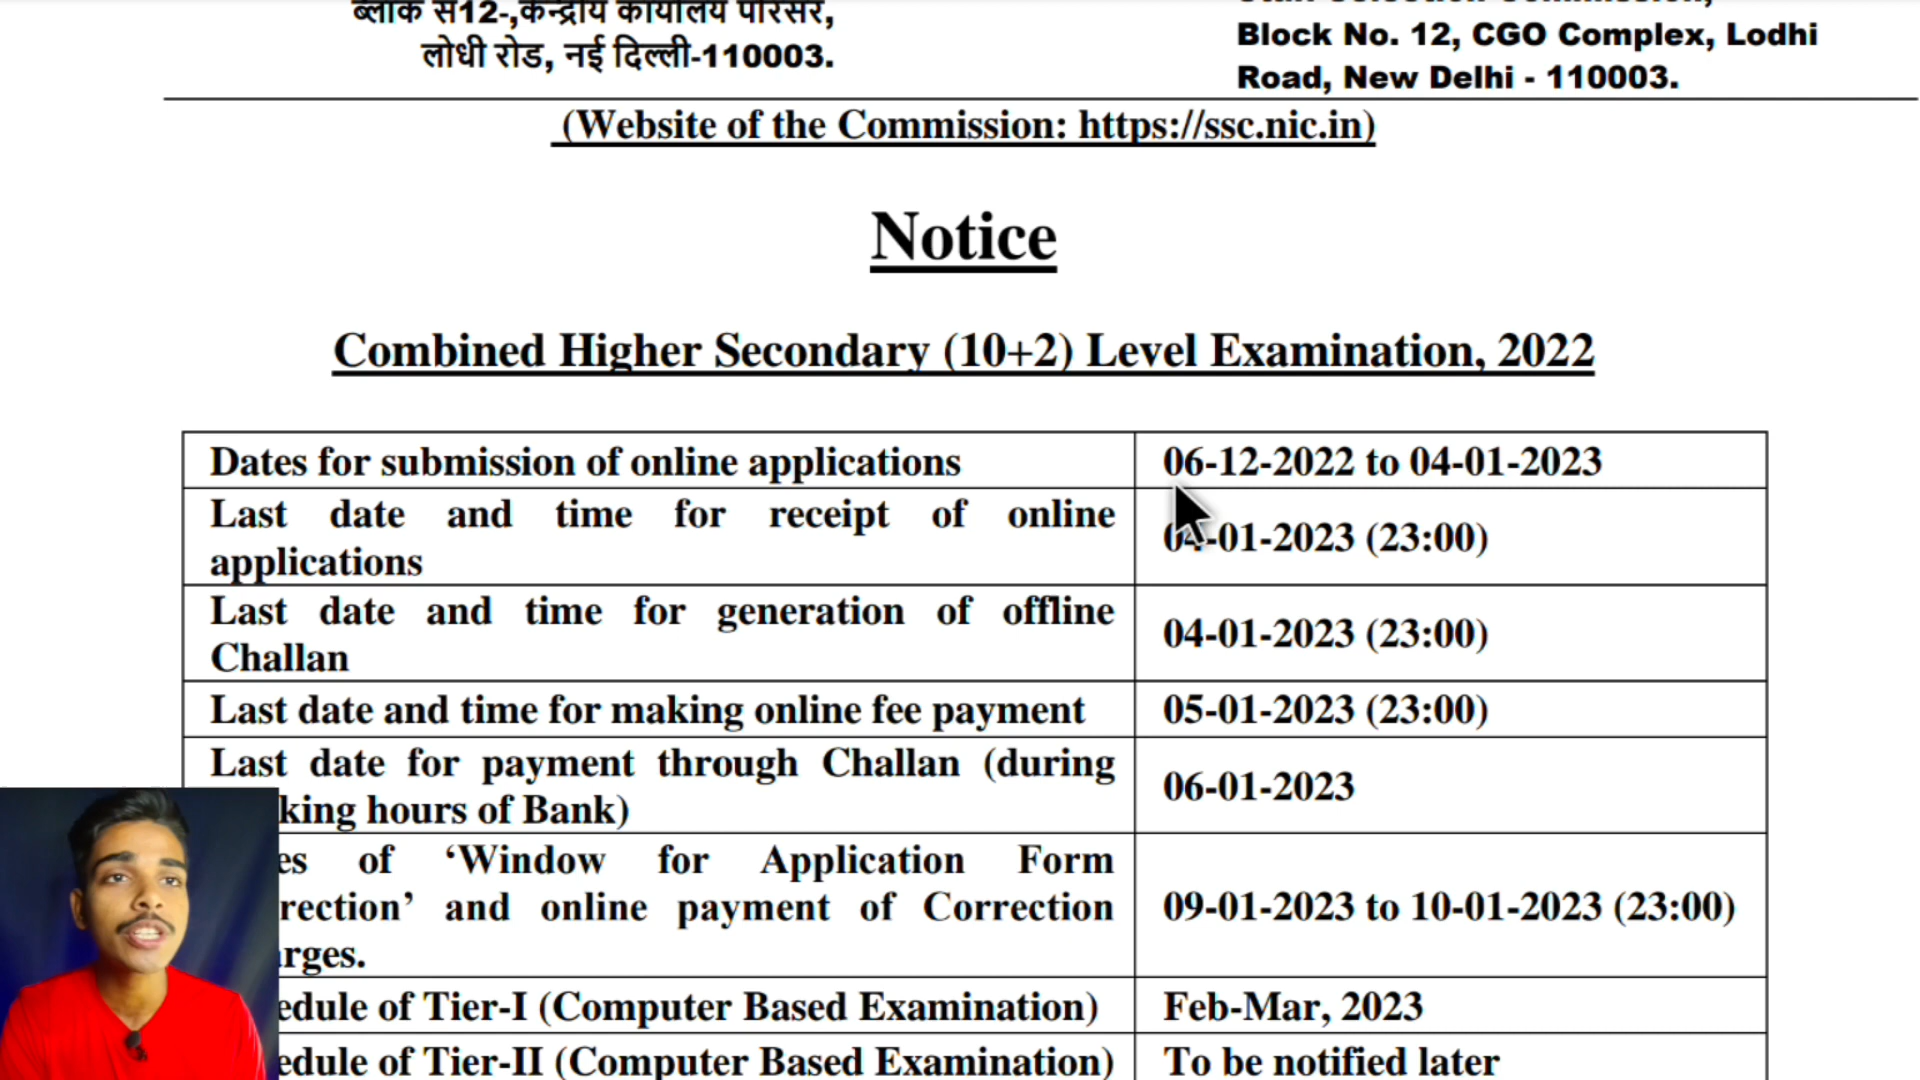 ब्लॉक सं12-,केन्द्रीय कार्यालय परिसर,
लोधी रोड, नई दिल्ली-110003.
Block No. 12, CGO Complex, Lodhi
Road, New Delhi - 110003.
(Website of the Commission: https://ssc.nic.in)
Notice
Combined Higher Secondary (10+2) Level Examination, 2022
Dates for submission of online applications 06-12-2022 to 04-01-2023
Last date and time for receipt of online
applications
04-01-2023 (23:00)
Last date and time for generation of offline
Challan
04-01-2023 (23:00)
Last date and time for making online fee payment 05-01-2023 (23:00)
Last date for payment through Challan (during
king hours of Bank)
06-01-2023
es of ‘Window for Application Form
rection’ and online payment of Correction
rges.
09-01-2023 to 10-01-2023 (23:00)
edule of Tier-I (Computer Based Examination) Feb-Mar, 2023
edule of Tier-II (Computer Based Examination) To be notified later